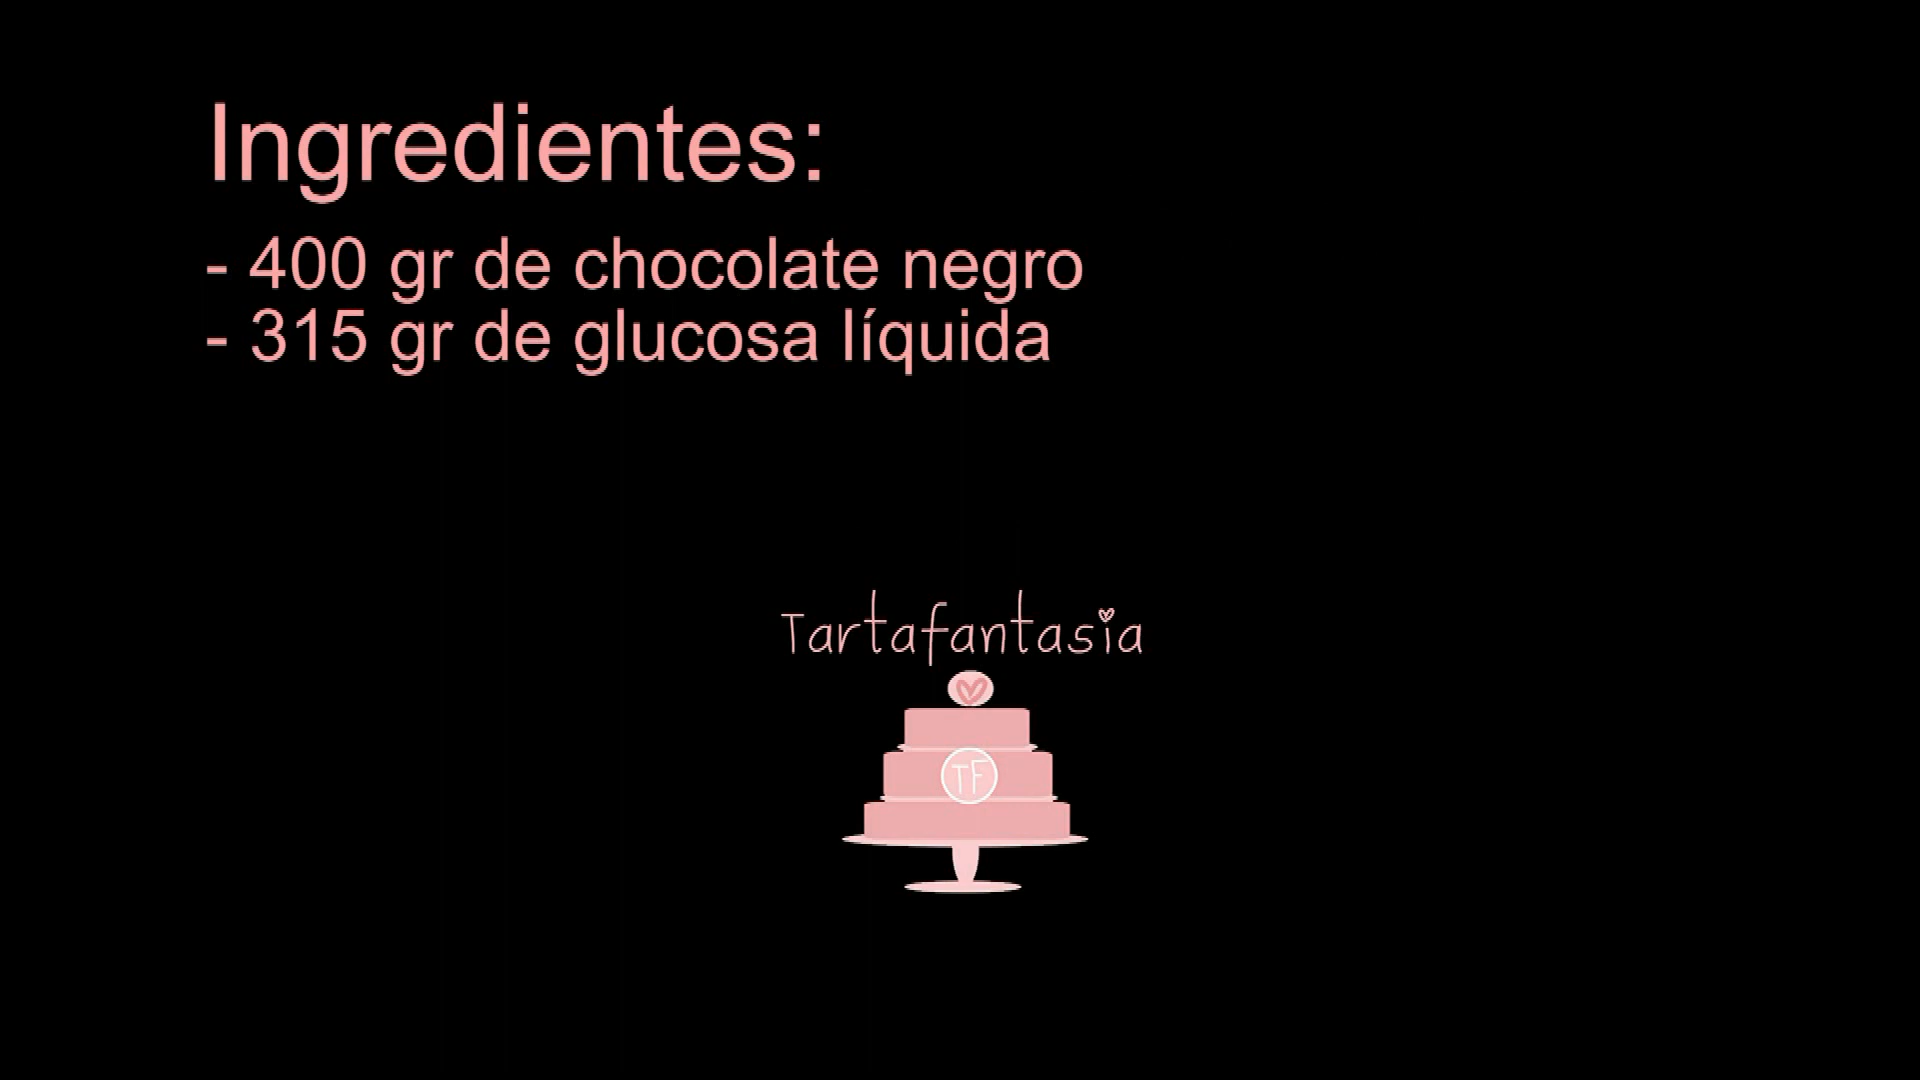 Ingredientes:
- 400 gr de chocolate negro
- 315 gr de glucosa líquida
Tartafantasia
TF